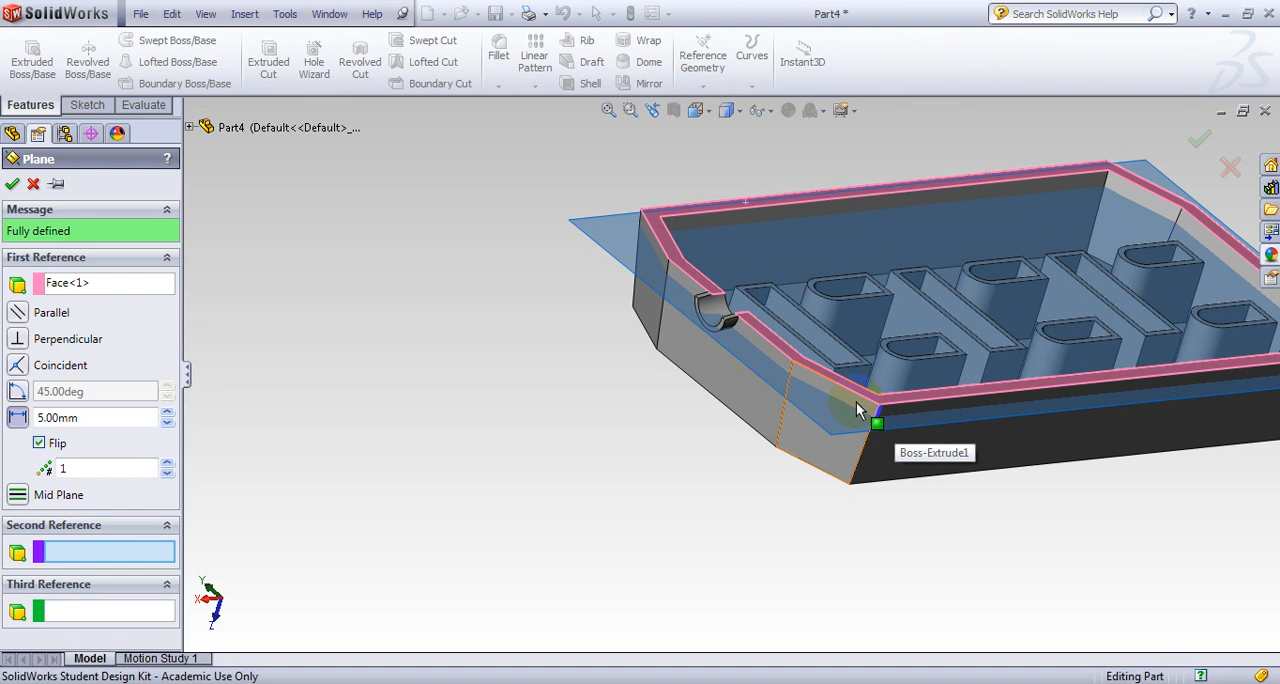 SolidWorks
File Edit View Insert Tools Window Help
Part4 *
Search SolidWorks Help
Extruded Boss/Base
Revolved Boss/Base
Swept Boss/Base
Lofted Boss/Base
Boundary Boss/Base
Extruded Cut
Hole Wizard
Revolved Cut
Swept Cut
Lofted Cut
Boundary Cut
Fillet
Linear Pattern
Rib
Draft
Shell
Wrap
Dome
Mirror
Reference Geometry
Curves
Instant3D
Features Sketch Evaluate
Part4 (Default<<Default>_...
Plane ?
Message
Fully defined
First Reference
Face<1>
Parallel
Perpendicular
Coincident
45.00deg
5.00mm
Flip
1
Mid Plane
Second Reference
Third Reference
Boss-Extrude1
Y
X
Z
Model Motion Study 1
SolidWorks Student Design Kit - Academic Use Only
Editing Part